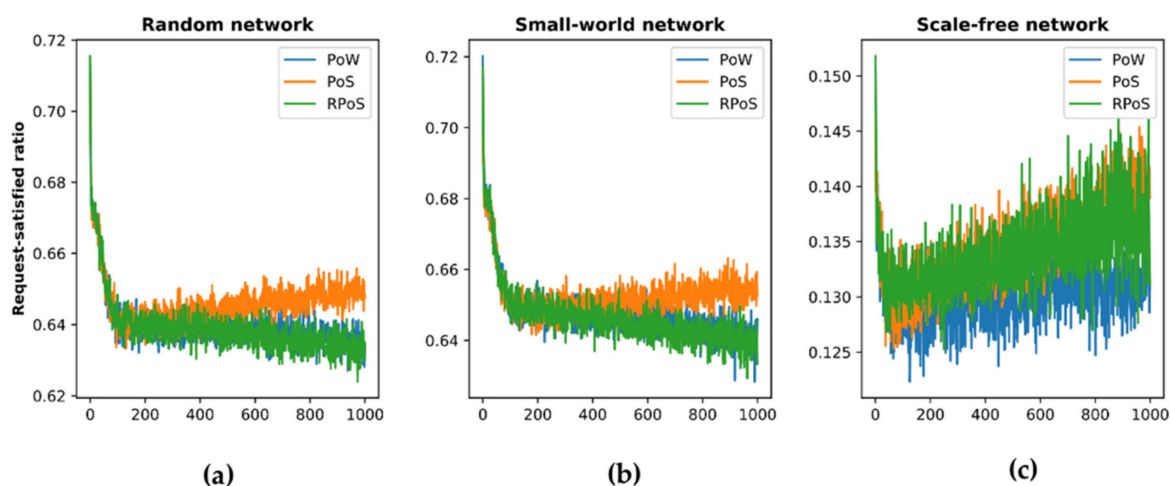 Random network
Small-world network
Scale-free network
Request-satisfied ratio
0.72
0.70
0.68
0.66
0.64
0.62
0
200
400
600
800
1000
PoW
PoS
RPoS
0.72
0.70
0.68
0.66
0.64
0
200
400
600
800
1000
PoW
PoS
RPoS
0.150
0.145
0.140
0.135
0.130
0.125
0
200
400
600
800
1000
PoW
PoS
RPoS
(a)
(b)
(c)